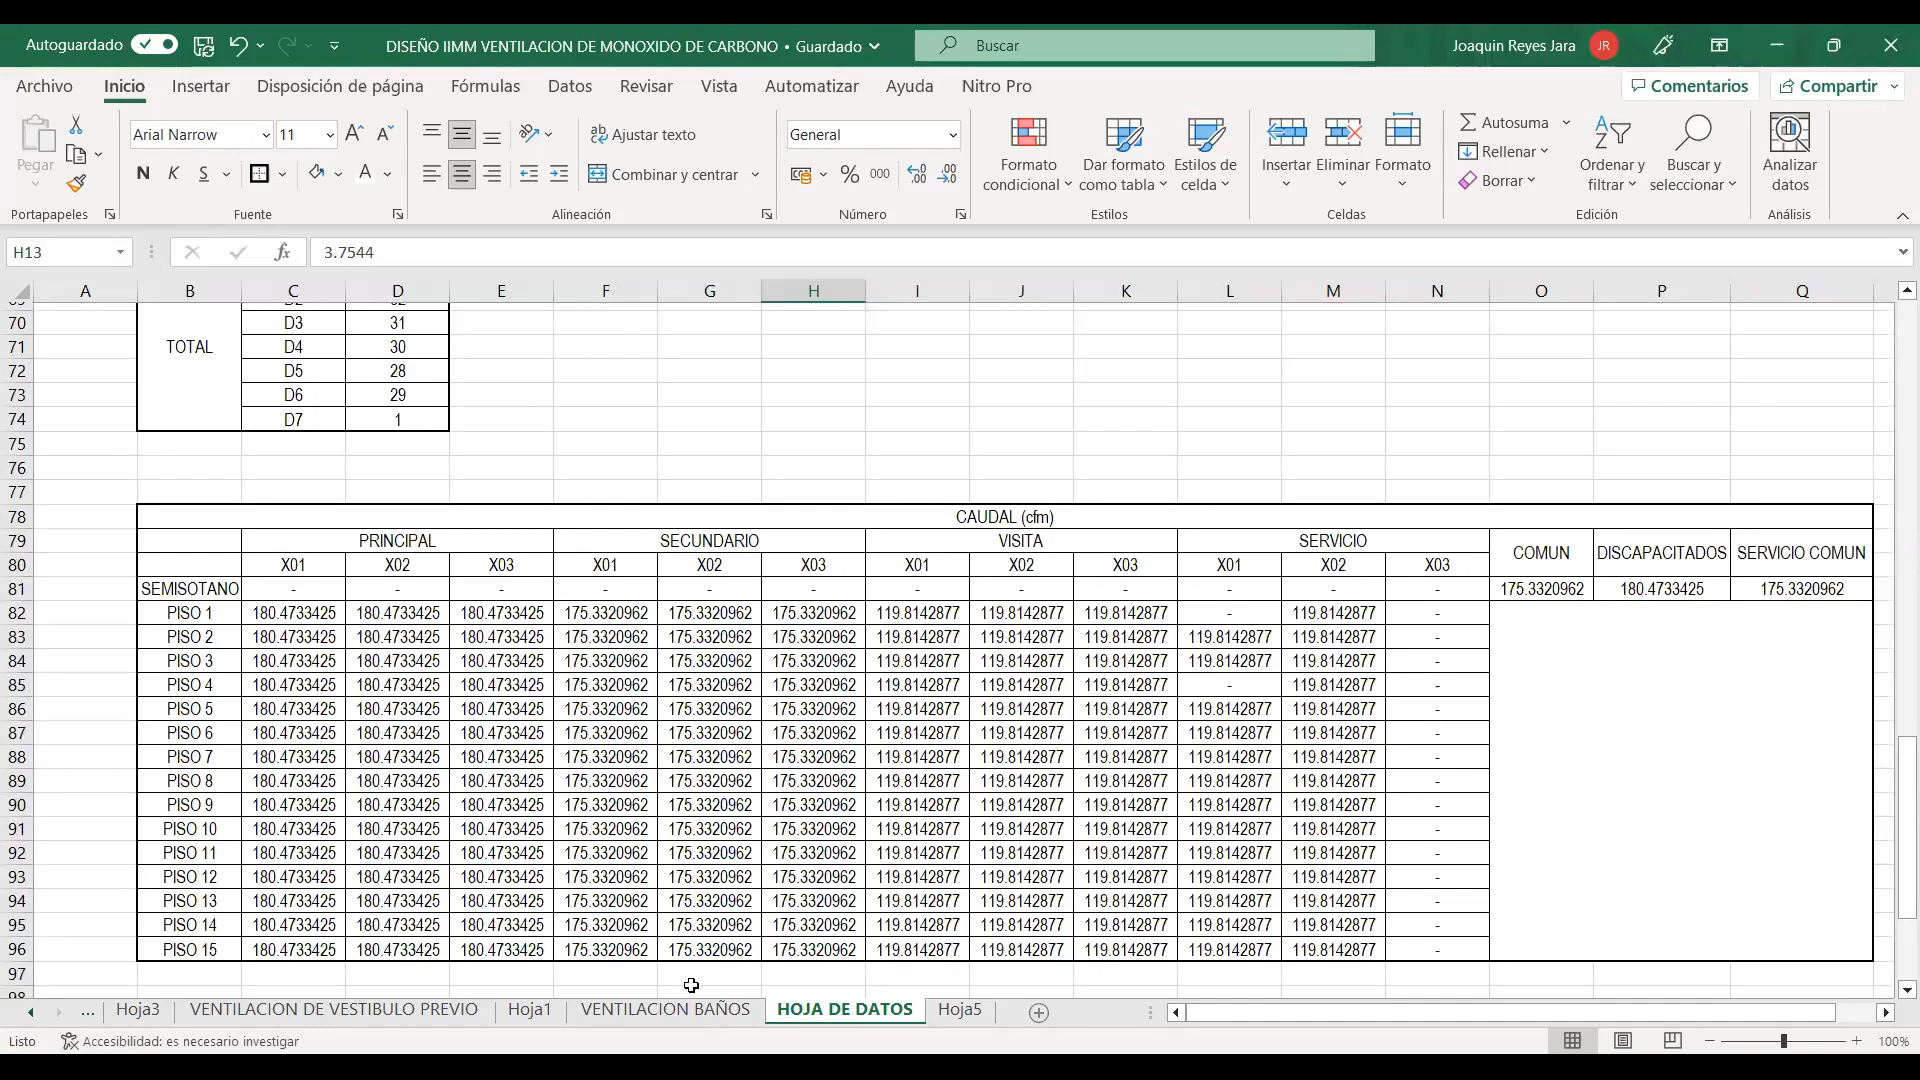 Autoguardado DISEÑO IIMM VENTILACION DE MONOXIDO DE CARBONO • Guardado Buscar Joaquin Reyes Jara JR
Archivo Inicio Insertar Disposición de página Fórmulas Datos Revisar Vista Automatizar Ayuda Nitro Pro Comentarios Compartir
Pegar Arial Narrow 11 Ajustar texto General Formato condicional Dar formato como tabla Estilos de celda Insertar Eliminar Formato Autosuma Ordenar y filtrar Buscar y seleccionar Analizar datos
Rellenar
N K S Combinar y centrar % 000 Borrar
Portapapeles Fuente Alineación Número Estilos Celdas Edición Análisis
H13 fx 3.7544
A B C D E F G H I J K L M N O P Q
70 D3 31
71 TOTAL D4 30
72 D5 28
73 D6 29
74 D7 1
75
76
77
78 CAUDAL (cfm)
79 PRINCIPAL SECUNDARIO VISITA SERVICIO COMUN DISCAPACITADOS SERVICIO COMUN
80 X01 X02 X03 X01 X02 X03 X01 X02 X03 X01 X02 X03
81 SEMISOTANO - - - - - - - - - - - - 175.3320962 180.4733425 175.3320962
82 PISO 1 180.4733425 180.4733425 180.4733425 175.3320962 175.3320962 175.3320962 119.8142877 119.8142877 119.8142877 - 119.8142877 -
83 PISO 2 180.4733425 180.4733425 180.4733425 175.3320962 175.3320962 175.3320962 119.8142877 119.8142877 119.8142877 119.8142877 119.8142877 -
84 PISO 3 180.4733425 180.4733425 180.4733425 175.3320962 175.3320962 175.3320962 119.8142877 119.8142877 119.8142877 119.8142877 119.8142877 -
85 PISO 4 180.4733425 180.4733425 180.4733425 175.3320962 175.3320962 175.3320962 119.8142877 119.8142877 119.8142877 - 119.8142877 -
86 PISO 5 180.4733425 180.4733425 180.4733425 175.3320962 175.3320962 175.3320962 119.8142877 119.8142877 119.8142877 119.8142877 119.8142877 -
87 PISO 6 180.4733425 180.4733425 180.4733425 175.3320962 175.3320962 175.3320962 119.8142877 119.8142877 119.8142877 119.8142877 119.8142877 -
88 PISO 7 180.4733425 180.4733425 180.4733425 175.3320962 175.3320962 175.3320962 119.8142877 119.8142877 119.8142877 119.8142877 119.8142877 -
89 PISO 8 180.4733425 180.4733425 180.4733425 175.3320962 175.3320962 175.3320962 119.8142877 119.8142877 119.8142877 119.8142877 119.8142877 -
90 PISO 9 180.4733425 180.4733425 180.4733425 175.3320962 175.3320962 175.3320962 119.8142877 119.8142877 119.8142877 119.8142877 119.8142877 -
91 PISO 10 180.4733425 180.4733425 180.4733425 175.3320962 175.3320962 175.3320962 119.8142877 119.8142877 119.8142877 119.8142877 119.8142877 -
92 PISO 11 180.4733425 180.4733425 180.4733425 175.3320962 175.3320962 175.3320962 119.8142877 119.8142877 119.8142877 119.8142877 119.8142877 -
93 PISO 12 180.4733425 180.4733425 180.4733425 175.3320962 175.3320962 175.3320962 119.8142877 119.8142877 119.8142877 119.8142877 119.8142877 -
94 PISO 13 180.4733425 180.4733425 180.4733425 175.3320962 175.3320962 175.3320962 119.8142877 119.8142877 119.8142877 119.8142877 119.8142877 -
95 PISO 14 180.4733425 180.4733425 180.4733425 175.3320962 175.3320962 175.3320962 119.8142877 119.8142877 119.8142877 119.8142877 119.8142877 -
96 PISO 15 180.4733425 180.4733425 180.4733425 175.3320962 175.3320962 175.3320962 119.8142877 119.8142877 119.8142877 119.8142877 119.8142877 -
97
... Hoja3 VENTILACION DE VESTIBULO PREVIO Hoja1 VENTILACION BAÑOS HOJA DE DATOS Hoja5
Listo Accesibilidad: es necesario investigar 100%